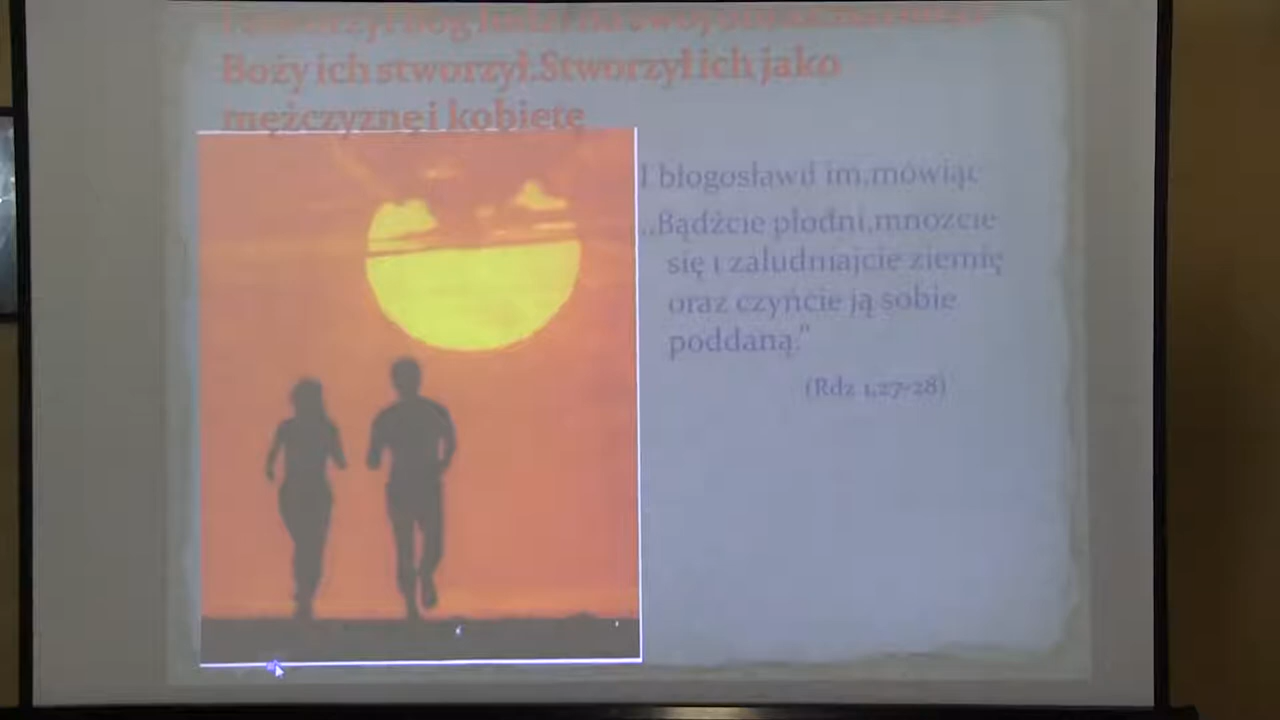 Boży ich stworzył.Stworzył ich jako
mężczyznę i kobietę
I błogosławił im,mówiąc
„Bądźcie płodni,mnożcie
się i zaludniajcie ziemię
oraz czyńcie ją sobie
poddaną."
(Rdz 1,27-28)